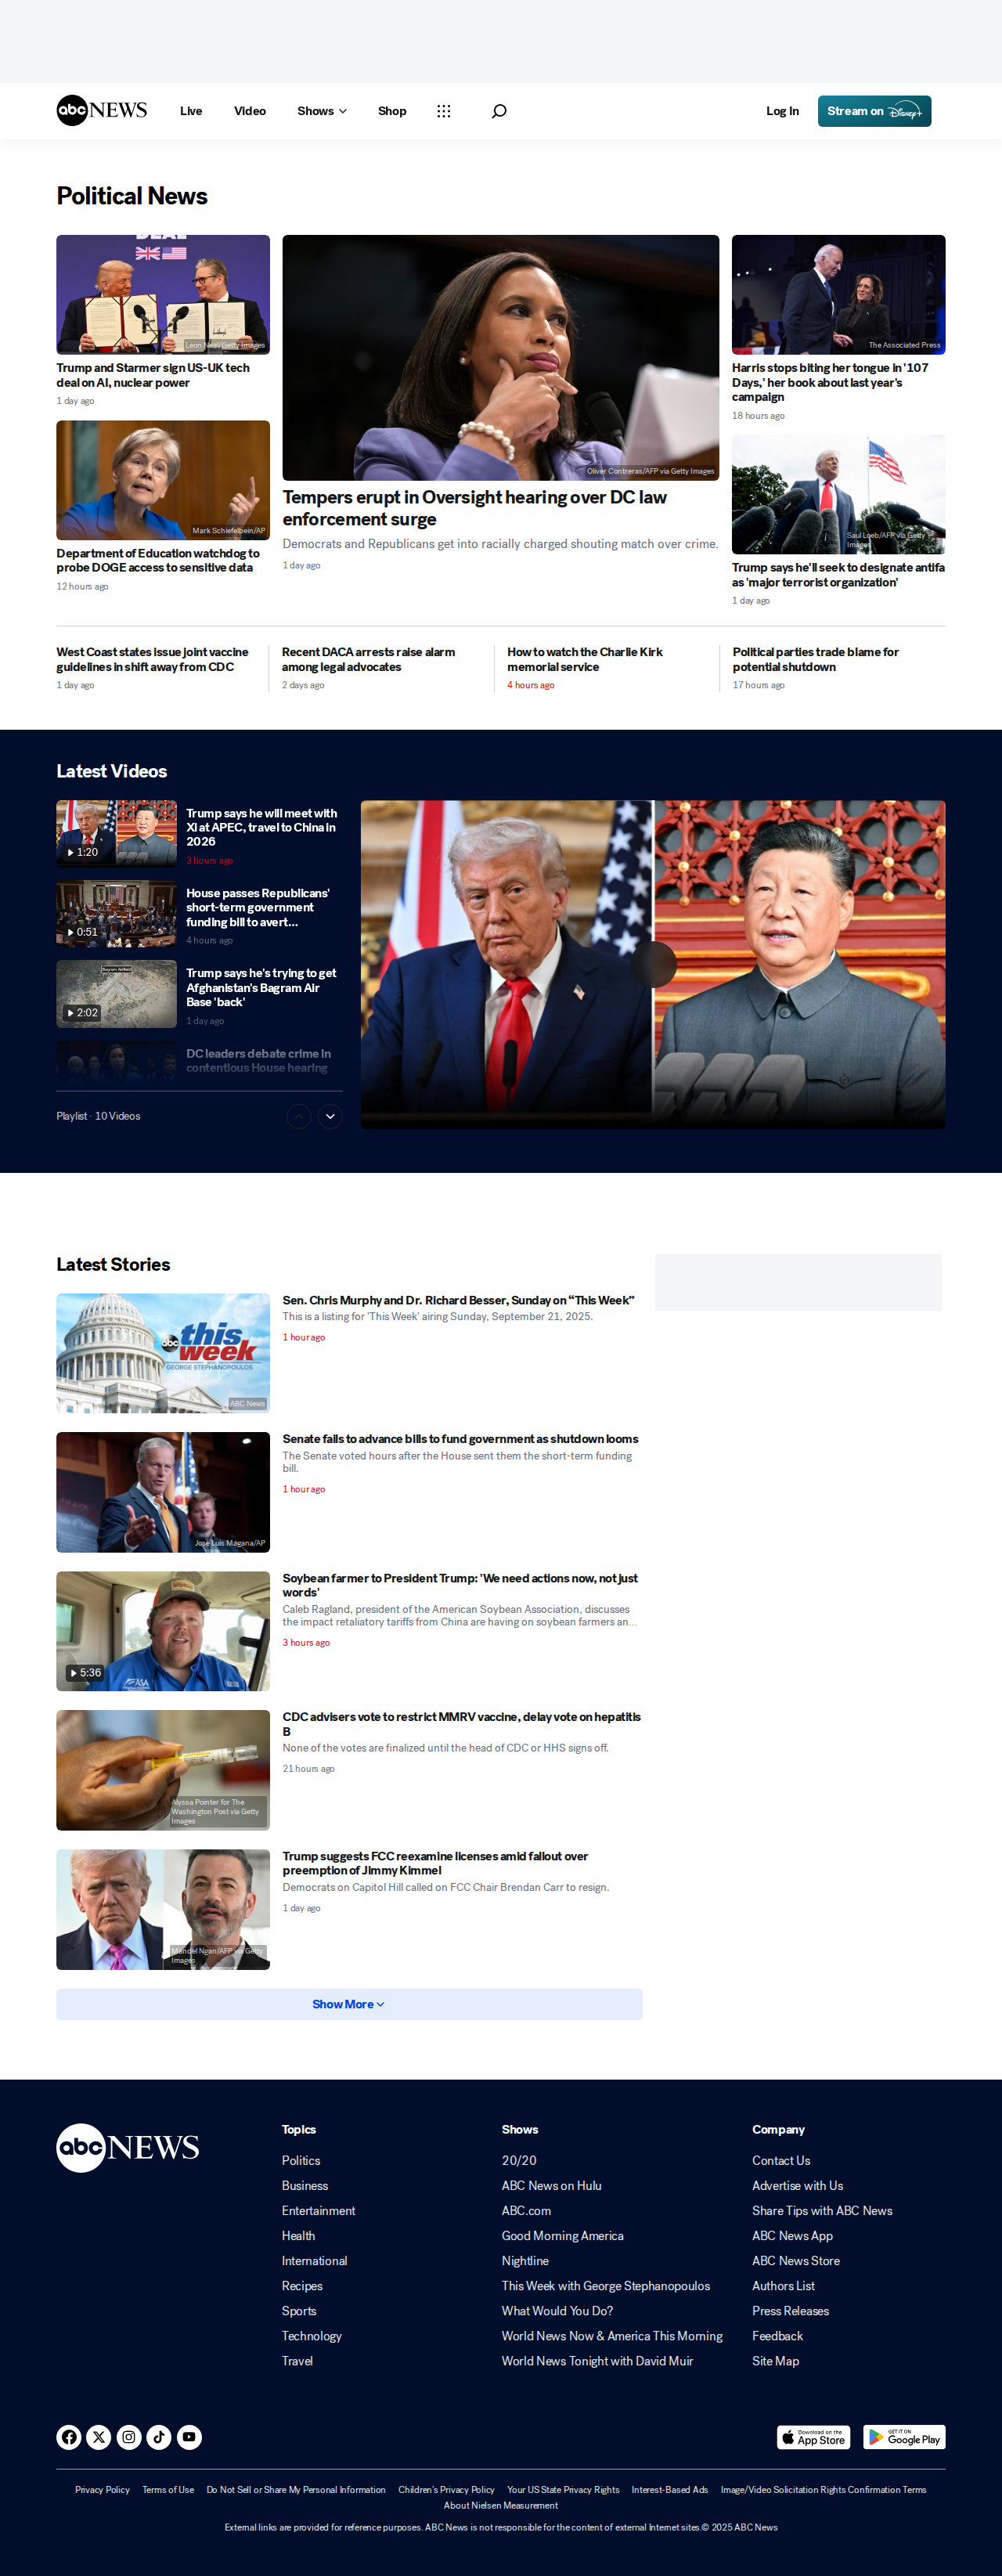 abc NEWS
Live
Video
Shows
Shop
Log In
Stream on Disney+
Political News
DEAL
Leon Neal/Getty Images
Trump and Starmer sign US-UK tech
deal on AI, nuclear power
1 day ago
Mark Schiefelbein/AP
Department of Education watchdog to
probe DOGE access to sensitive data
12 hours ago
Oliver Contreras/AFP via Getty Images
Tempers erupt in Oversight hearing over DC law
enforcement surge
Democrats and Republicans get into racially charged shouting match over crime.
1 day ago
The Associated Press
Harris stops biting her tongue in '107
Days,' her book about last year's
campaign
18 hours ago
Saul Loeb/AFP via Getty
Images
Trump says he'll seek to designate antifa
as 'major terrorist organization'
1 day ago
West Coast states issue joint vaccine
guidelines in shift away from CDC
1 day ago
Recent DACA arrests raise alarm
among legal advocates
2 days ago
How to watch the Charlie Kirk
memorial service
4 hours ago
Political parties trade blame for
potential shutdown
17 hours ago
Latest Videos
1:20
Trump says he will meet with
Xi at APEC, travel to China in
2026
3 hours ago
0:51
House passes Republicans'
short-term government
funding bill to avert...
4 hours ago
Bagram Airfield
2:02
Trump says he's trying to get
Afghanistan's Bagram Air
Base 'back'
1 day ago
DC leaders debate crime in
contentious House hearing
Playlist · 10 Videos
Latest Stories
abc this
week
WITH
GEORGE STEPHANOPOULOS
ABC News
Sen. Chris Murphy and Dr. Richard Besser, Sunday on “This Week”
This is a listing for 'This Week' airing Sunday, September 21, 2025.
1 hour ago
Jose Luis Magana/AP
Senate fails to advance bills to fund government as shutdown looms
The Senate voted hours after the House sent them the short-term funding
bill.
1 hour ago
ASA
5:36
Soybean farmer to President Trump: 'We need actions now, not just
words'
Caleb Ragland, president of the American Soybean Association, discusses
the impact retaliatory tariffs from China are having on soybean farmers an...
3 hours ago
Alyssa Pointer for The
Washington Post via Getty
Images
CDC advisers vote to restrict MMRV vaccine, delay vote on hepatitis
B
None of the votes are finalized until the head of CDC or HHS signs off.
21 hours ago
Mandel Ngan/AFP via Getty
Images
Trump suggests FCC reexamine licenses amid fallout over
preemption of Jimmy Kimmel
Democrats on Capitol Hill called on FCC Chair Brendan Carr to resign.
1 day ago
Show More
abc NEWS
Topics
Politics
Business
Entertainment
Health
International
Recipes
Sports
Technology
Travel
Shows
20/20
ABC News on Hulu
ABC.com
Good Morning America
Nightline
This Week with George Stephanopoulos
What Would You Do?
World News Now & America This Morning
World News Tonight with David Muir
Company
Contact Us
Advertise with Us
Share Tips with ABC News
ABC News App
ABC News Store
Authors List
Press Releases
Feedback
Site Map
Download on the
App Store
GET IT ON
Google Play
Privacy Policy Terms of Use Do Not Sell or Share My Personal Information Children's Privacy Policy Your US State Privacy Rights Interest-Based Ads Image/Video Solicitation Rights Confirmation Terms
About Nielsen Measurement
External links are provided for reference purposes. ABC News is not responsible for the content of external Internet sites.© 2025 ABC News